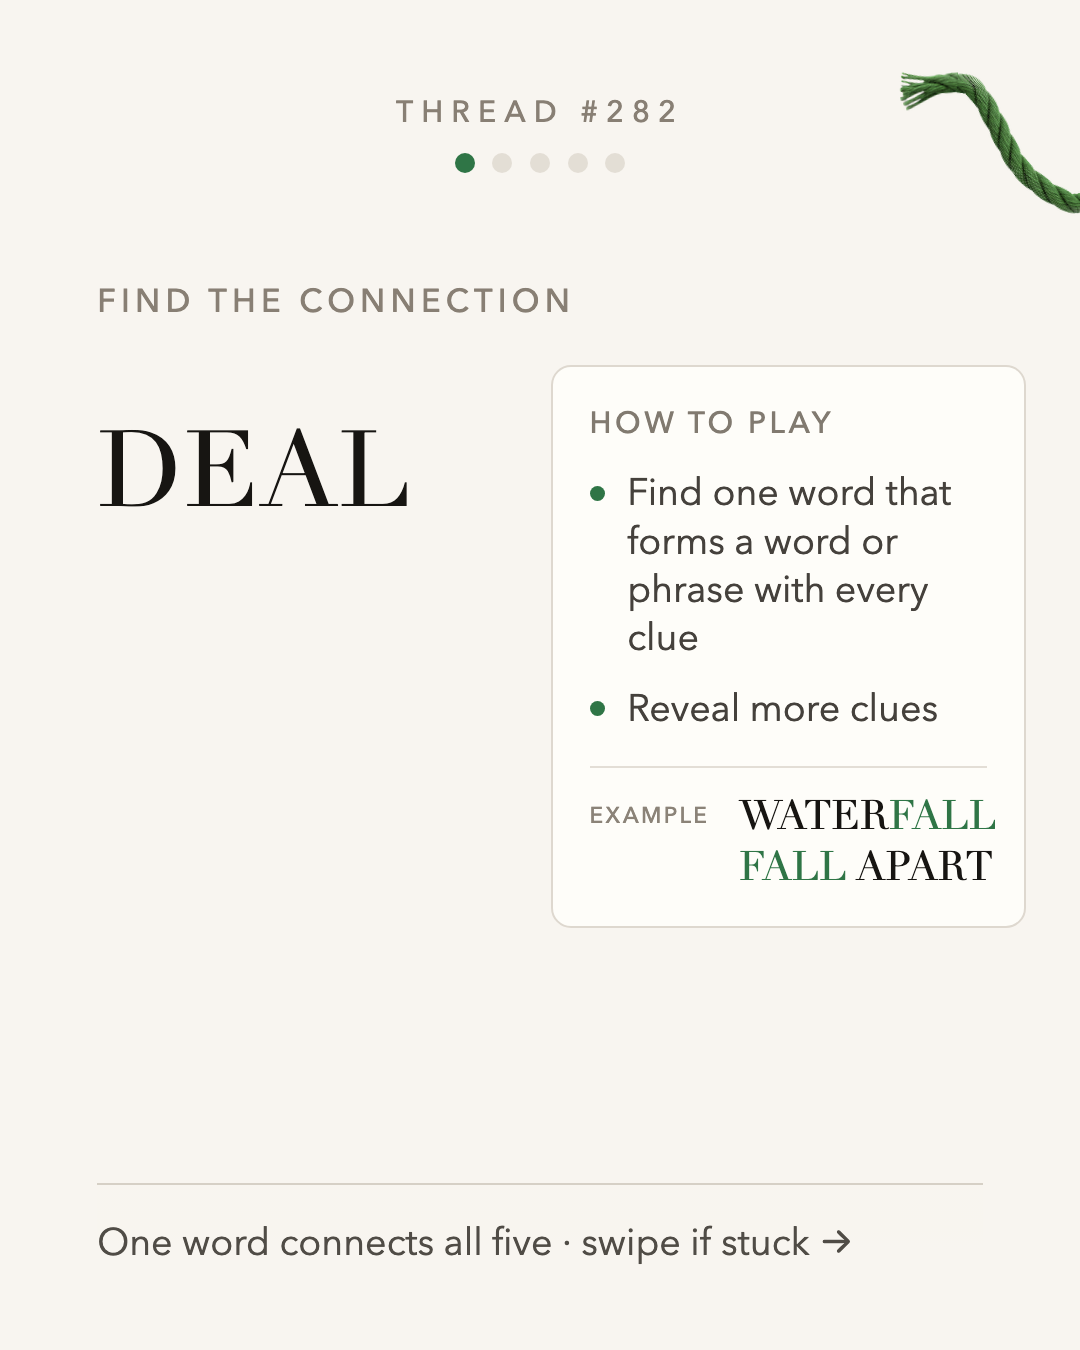 THREAD #282
FIND THE CONNECTION
DEAL
HOW TO PLAY
Find one word that
forms a word or
phrase with every
clue
Reveal more clues
EXAMPLE WATERFALL
FALL APART
One word connects all five · swipe if stuck →